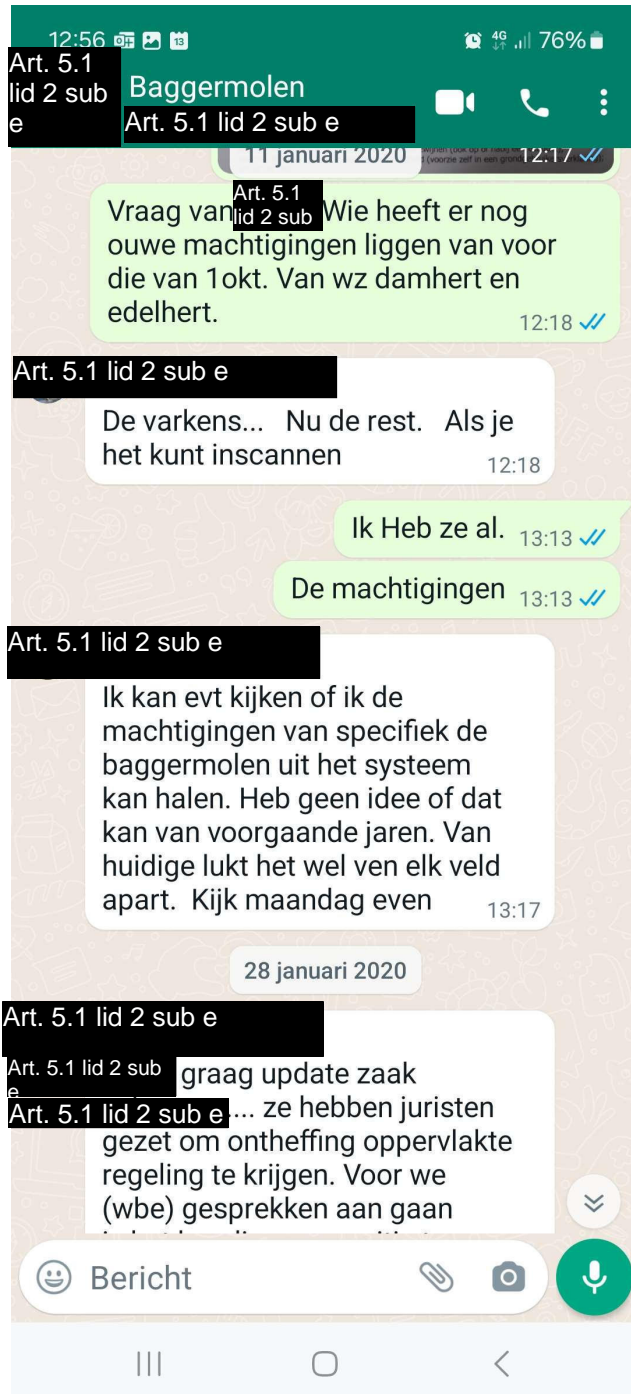 12:56 13 4G 76%
Art. 5.1
lid 2 sub
e
Baggermolen
Art. 5.1 lid 2 sub e
11 januari 2020
12:17
Vraag van Art. 5.1 lid 2 sub Wie heeft er nog
ouwe machtigingen liggen van voor
die van 1okt. Van wz damhert en
edelhert.
12:18
Art. 5.1 lid 2 sub e
De varkens... Nu de rest. Als je
het kunt inscannen
12:18
Ik Heb ze al. 13:13
De machtigingen 13:13
Art. 5.1 lid 2 sub e
Ik kan evt kijken of ik de
machtigingen van specifiek de
baggermolen uit het systeem
kan halen. Heb geen idee of dat
kan van voorgaande jaren. Van
huidige lukt het wel ven elk veld
apart. Kijk maandag even
13:17
28 januari 2020
Art. 5.1 lid 2 sub e
Art. 5.1 lid 2 sub e graag update zaak
Art. 5.1 lid 2 sub e .... ze hebben juristen
gezet om ontheffing oppervlakte
regeling te krijgen. Voor we
(wbe) gesprekken aan gaan
Bericht